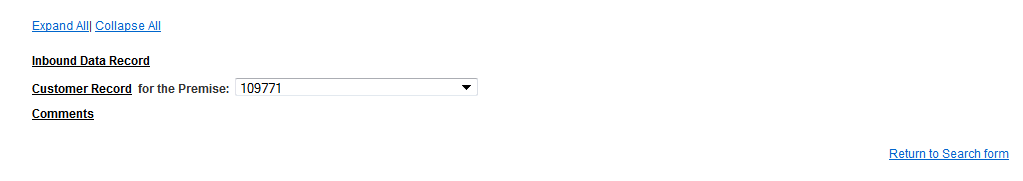 Expand All| Collapse All
Inbound Data Record
Customer Record for the Premise: 109771
Comments
Return to Search form